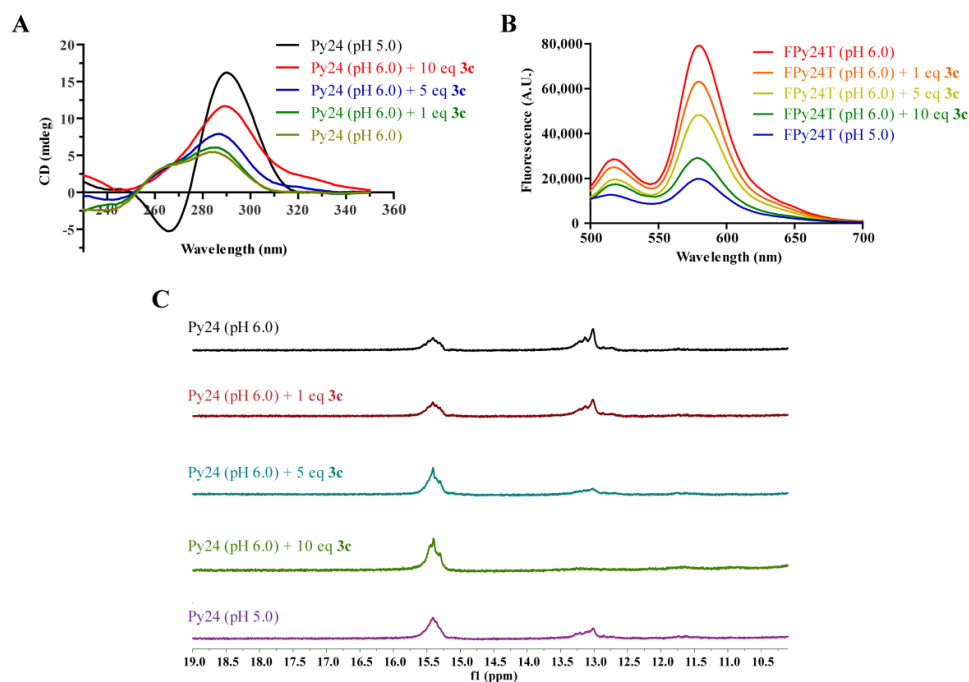 A
20
15
10
5
0
-5
CD (mdeg)
240
260
280
300
320
340
360
Wavelength (nm)
Py24 (pH 5.0)
Py24 (pH 6.0) + 10 eq 3c
Py24 (pH 6.0) + 5 eq 3c
Py24 (pH 6.0) + 1 eq 3c
Py24 (pH 6.0)
B
80,000
60,000
40,000
20,000
0
Fluorescence (A.U.)
500
550
600
650
700
Wavelength (nm)
FPy24T (pH 6.0)
FPy24T (pH 6.0) + 1 eq 3c
FPy24T (pH 6.0) + 5 eq 3c
FPy24T (pH 6.0) + 10 eq 3c
FPy24T (pH 5.0)
C
Py24 (pH 6.0)
Py24 (pH 6.0) + 1 eq 3c
Py24 (pH 6.0) + 5 eq 3c
Py24 (pH 6.0) + 10 eq 3c
Py24 (pH 5.0)
19.0 18.5 18.0 17.5 17.0 16.5 16.0 15.5 15.0 14.5 14.0 13.5 13.0 12.5 12.0 11.5 11.0 10.5
f1 (ppm)